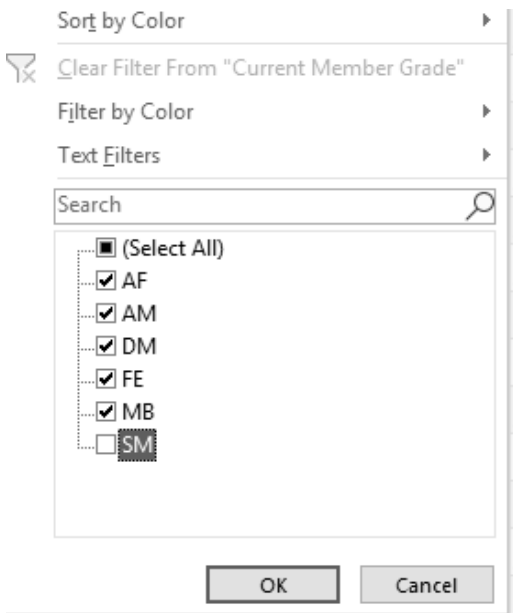 Sort by Color
Clear Filter From "Current Member Grade"
Filter by Color
Text Filters
Search
(Select All)
AF
AM
DM
FE
MB
SM
OK Cancel